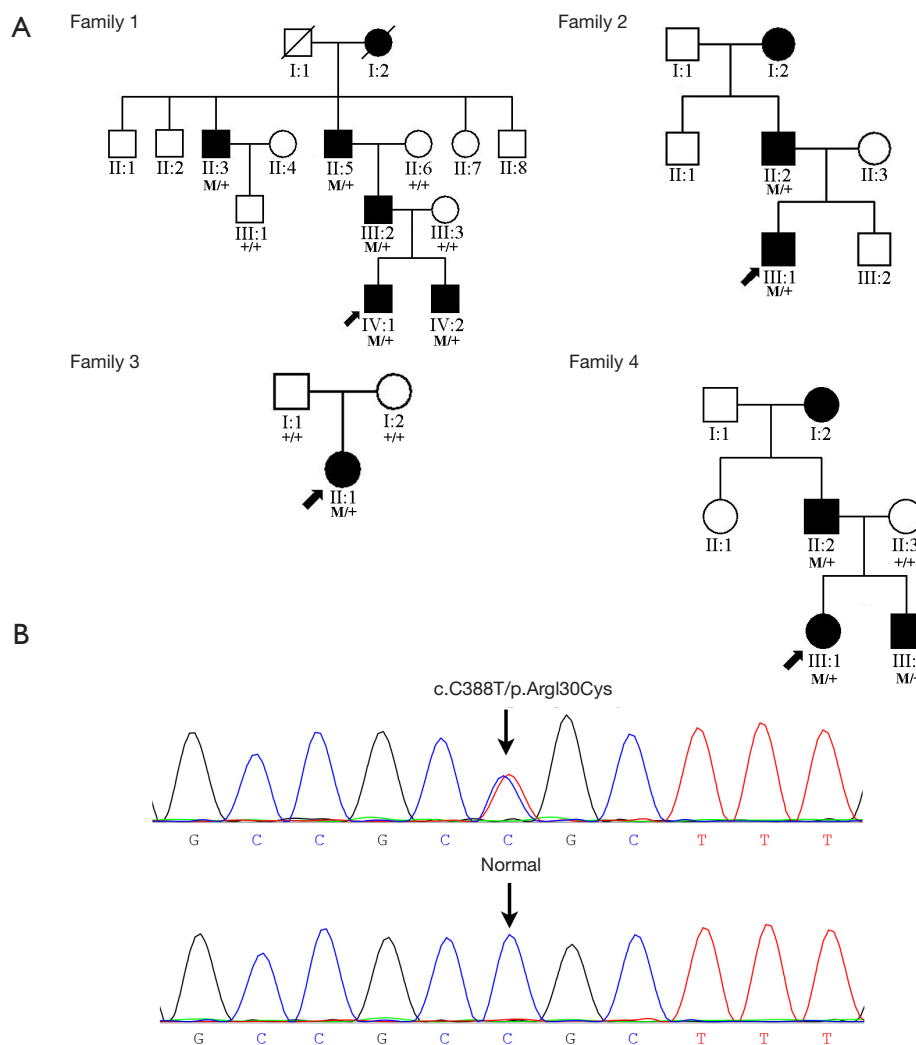 A
Family 1
I:1 I:2
II:1 II:2 II:3 II:4 II:5 II:6 II:7 II:8
M/+ M/+ +/+
III:1 III:2 III:3
+/+ M/+ +/+
IV:1 IV:2
M/+ M/+
Family 2
I:1 I:2
II:1 II:2 II:3
M/+
III:1 III:2
M/+
Family 3
I:1 I:2
+/+ +/+
II:1
M/+
Family 4
I:1 I:2
II:1 II:2 II:3
M/+ +/+
III:1 III:
M/+ M/+
B
c.C388T/p.Argl30Cys
G C C G C C G C T T T
Normal
G C C G C C G C T T T